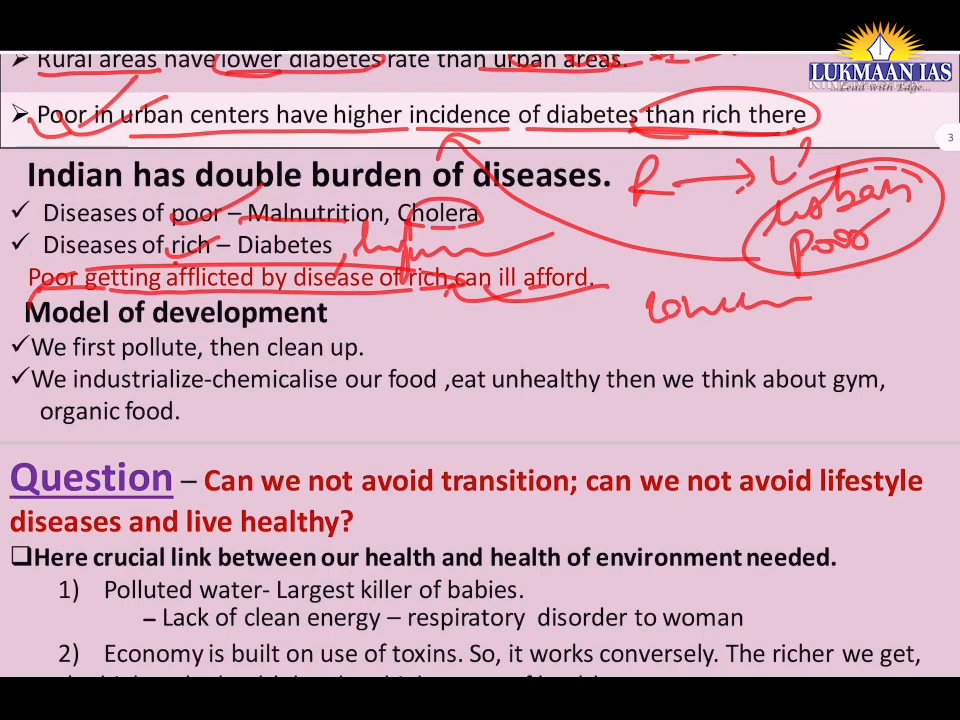 ➢ Rural areas have lower diabetes rate than urban areas.
LUKMAAN IAS
...Lead with Edge...
➢ Poor in urban centers have higher incidence of diabetes than rich there
3
Indian has double burden of diseases.
R → U
✓ Diseases of poor – Malnutrition, Cholera
urban
✓ Diseases of rich – Diabetes
poor
Poor getting afflicted by disease of rich can ill afford.
Model of development
✓We first pollute, then clean up.
✓We industrialize-chemicalise our food ,eat unhealthy then we think about gym,
organic food.
Question – Can we not avoid transition; can we not avoid lifestyle
diseases and live healthy?
❑Here crucial link between our health and health of environment needed.
1) Polluted water- Largest killer of babies.
– Lack of clean energy – respiratory disorder to woman
2) Economy is built on use of toxins. So, it works conversely. The richer we get,